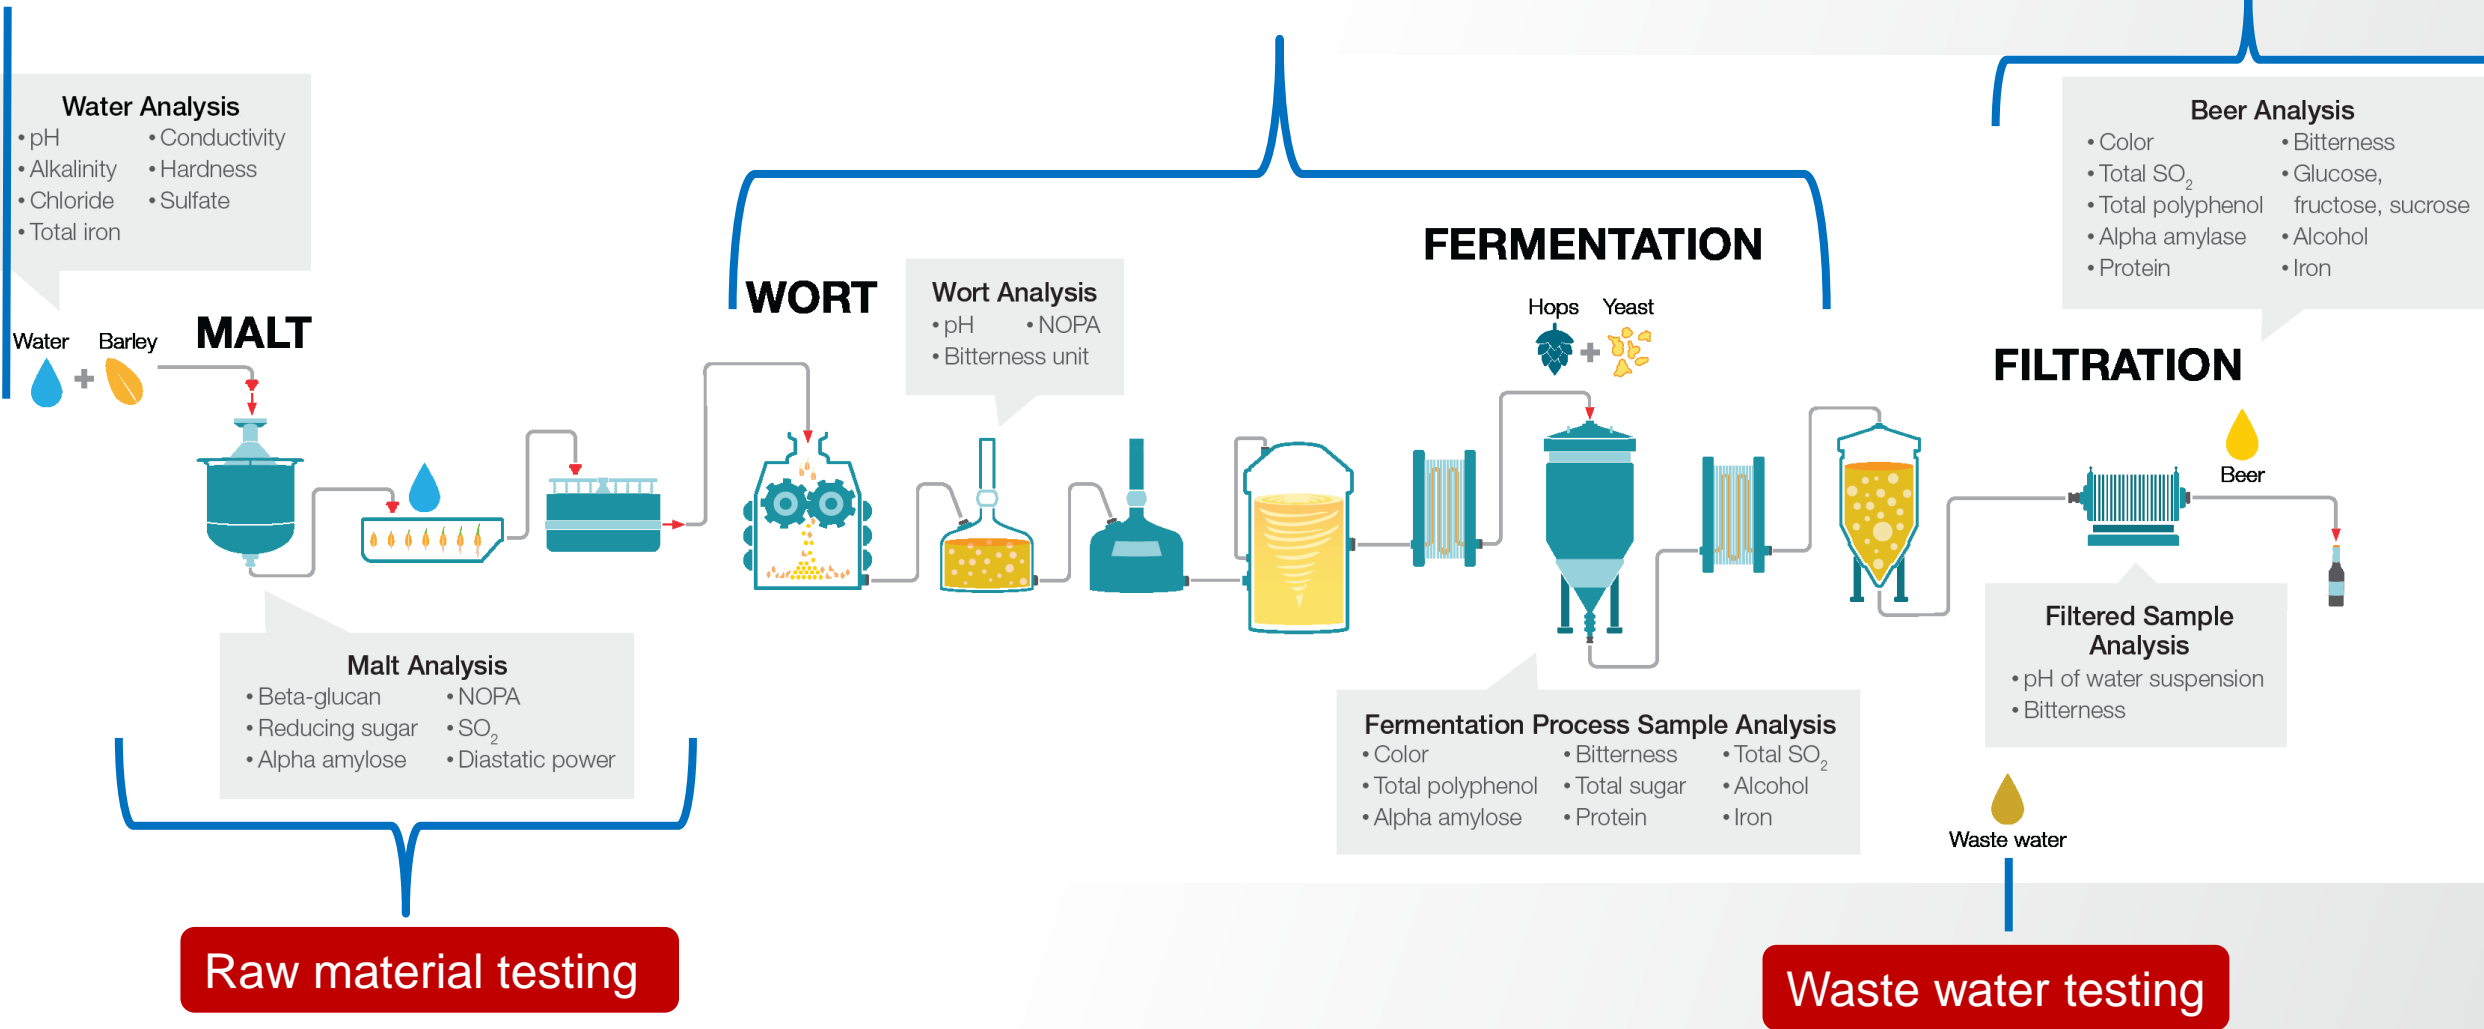 Water Analysis
• pH
• Conductivity
• Alkalinity
• Hardness
• Chloride
• Sulfate
• Total iron
Water
Barley
MALT
Malt Analysis
• Beta-glucan
• NOPA
• Reducing sugar
• SO2
• Alpha amylose
• Diastatic power
Raw material testing
WORT
Wort Analysis
• pH
• NOPA
• Bitterness unit
FERMENTATION
Hops
Yeast
Fermentation Process Sample Analysis
• Color
• Bitterness
• Total SO2
• Total polyphenol
• Total sugar
• Alcohol
• Alpha amylose
• Protein
• Iron
Beer Analysis
• Color
• Bitterness
• Total SO2
• Glucose,
fructose, sucrose
• Total polyphenol
• Alpha amylase
• Alcohol
• Protein
• Iron
FILTRATION
Beer
Filtered Sample
Analysis
• pH of water suspension
• Bitterness
Waste water
Waste water testing